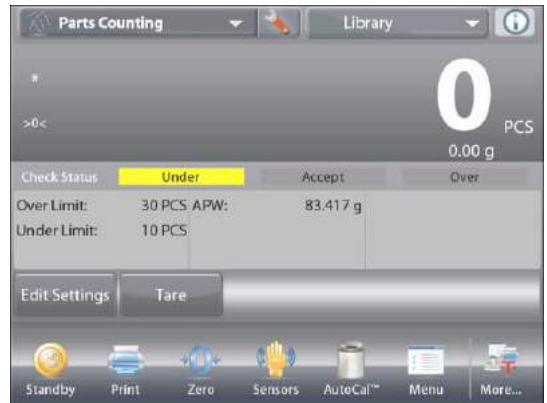 Parts Counting Library
*
0 PCS
>0<
0.00 g
Check Status Under Accept Over
Over Limit: 30 PCS APW: 83.417 g
Under Limit: 10 PCS
Edit Settings Tare
Standby Print Zero Sensors AutoCal™ Menu More...